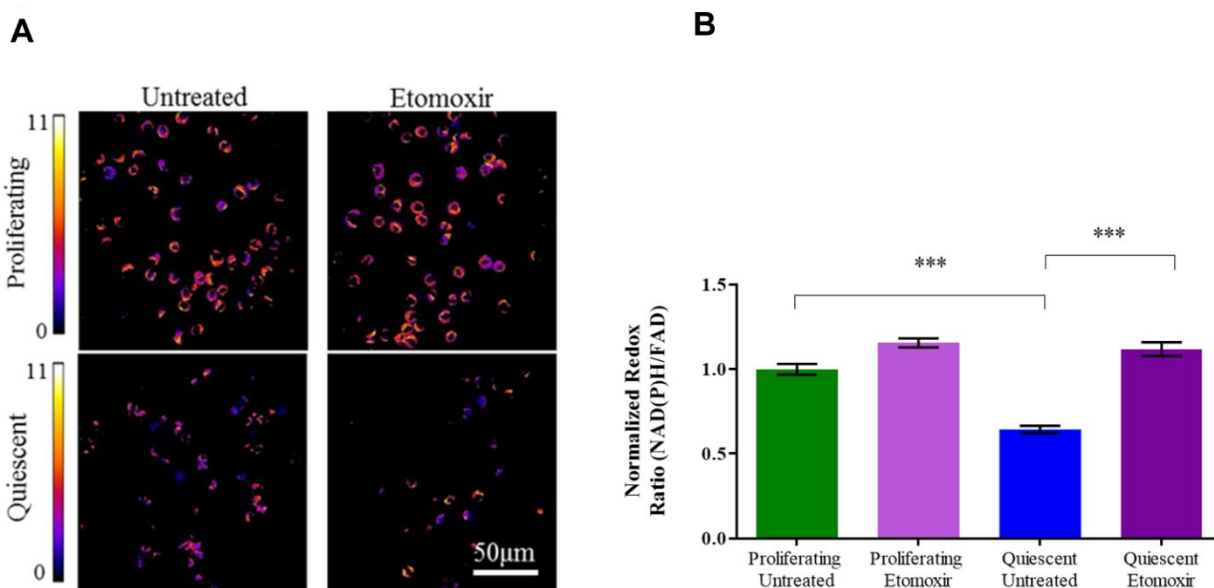 A
Untreated
Etomoxir
11
Proliferating
0
11
Quiescent
0
50μm
B
***
***
Normalized Redox
Ratio (NAD(P)H/FAD)
1.5
1.0
0.5
0.0
Proliferating
Untreated
Proliferating
Etomoxir
Quiescent
Untreated
Quiescent
Etomoxir